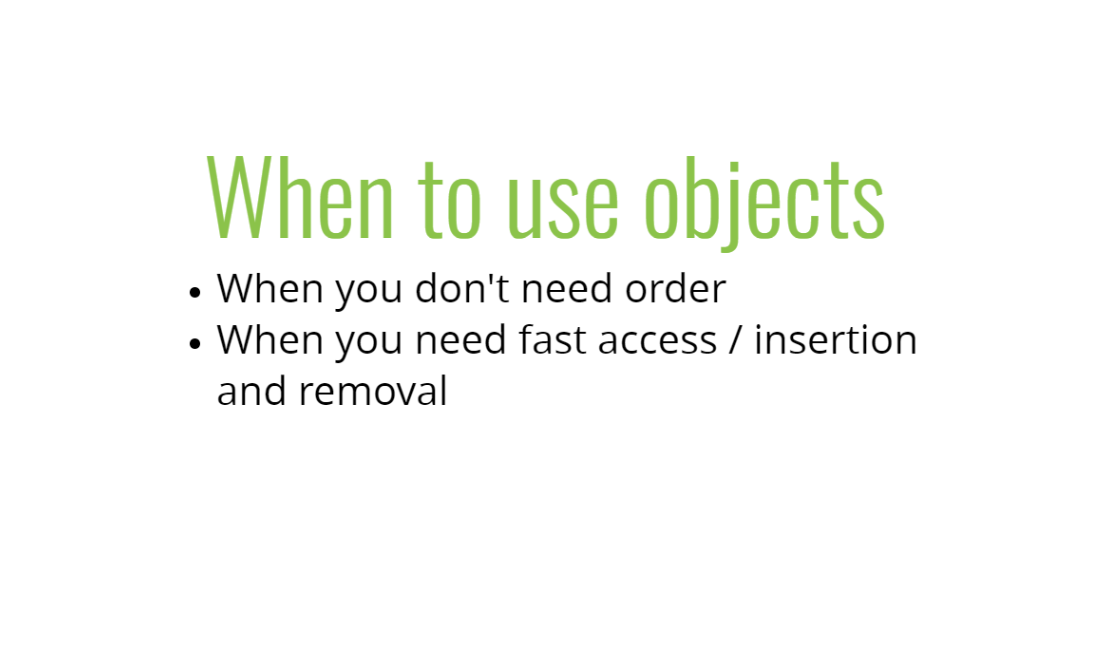 When to use objects
• When you don't need order
• When you need fast access / insertion
and removal